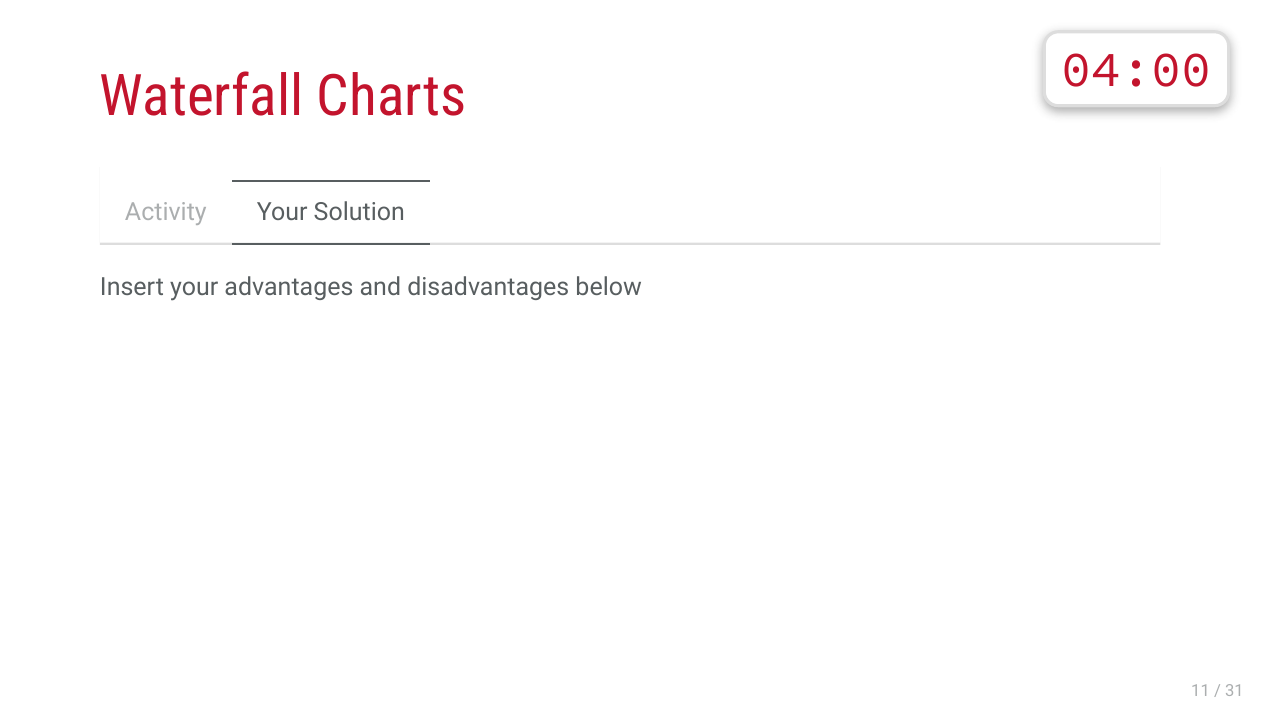 Waterfall Charts
04:00
Activity
Your Solution
Insert your advantages and disadvantages below
11 / 31